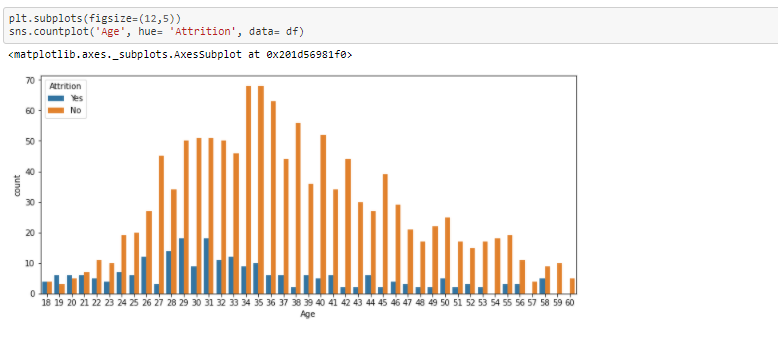 plt.subplots(figsize=(12,5))
sns.countplot('Age', hue= 'Attrition', data= df)
<matplotlib.axes._subplots.AxesSubplot at 0x201d56981f0>
Attrition
Yes
No
70
60
50
40
30
20
10
0
count
18 19 20 21 22 23 24 25 26 27 28 29 30 31 32 33 34 35 36 37 38 39 40 41 42 43 44 45 46 47 48 49 50 51 52 53 54 55 56 57 58 59 60
Age